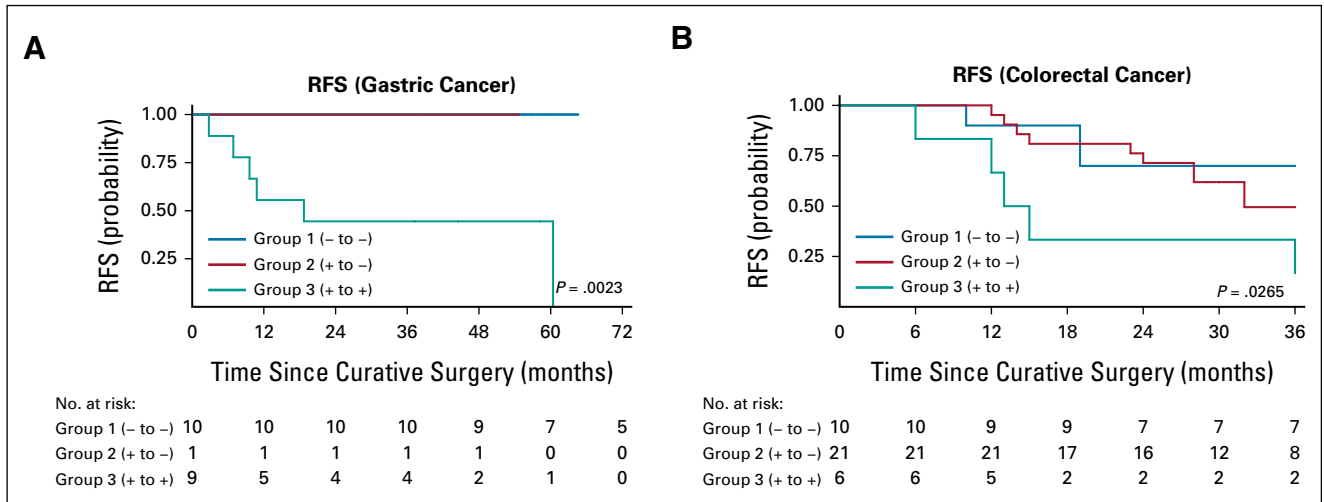 A
RFS (Gastric Cancer)
RFS (probability)
1.00
0.75
0.50
0.25
Group 1 (– to –)
Group 2 (+ to –)
Group 3 (+ to +)
P = .0023
0 12 24 36 48 60 72
Time Since Curative Surgery (months)
No. at risk:
Group 1 (– to –) 10 10 10 10 9 7 5
Group 2 (+ to –) 1 1 1 1 1 0 0
Group 3 (+ to +) 9 5 4 4 2 1 0
B
RFS (Colorectal Cancer)
RFS (probability)
1.00
0.75
0.50
0.25
Group 1 (– to –)
Group 2 (+ to –)
Group 3 (+ to +)
P = .0265
0 6 12 18 24 30 36
Time Since Curative Surgery (months)
No. at risk:
Group 1 (– to –) 10 10 9 9 7 7 7
Group 2 (+ to –) 21 21 21 17 16 12 8
Group 3 (+ to +) 6 6 5 2 2 2 2